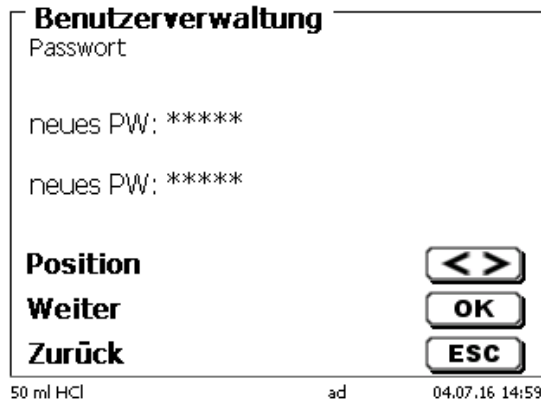 Benutzerverwaltung
Passwort
neues PW: *****
neues PW: *****
Position < >
Weiter OK
Zurück ESC
50 ml HCl ad 04.07.16 14:59